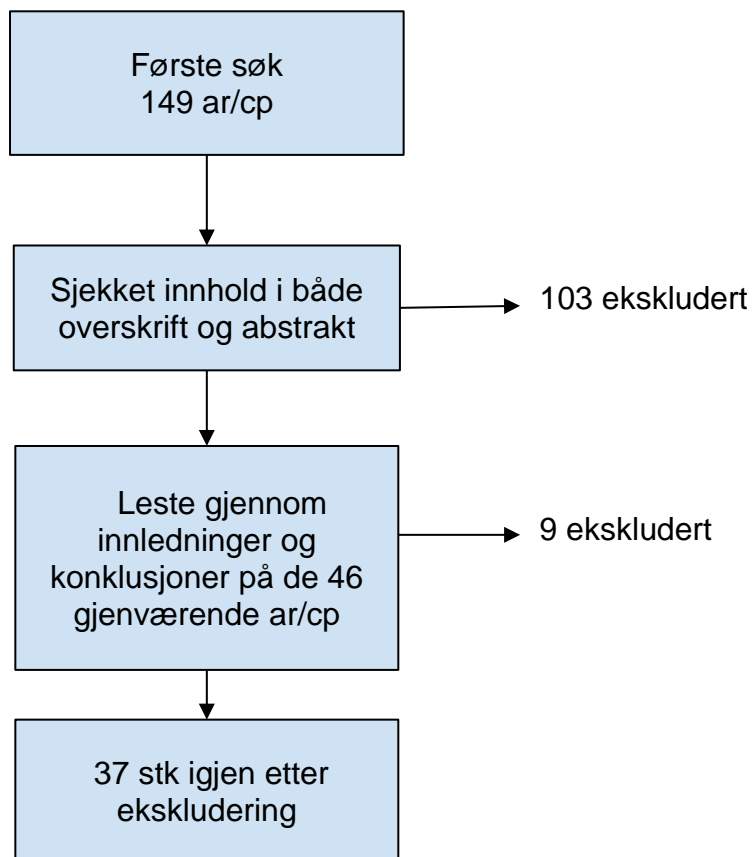 Første søk
149 ar/cp
Sjekket innhold i både
overskrift og abstrakt
103 ekskludert
Leste gjennom
innledninger og
konklusjoner på de 46
gjenværende ar/cp
9 ekskludert
37 stk igjen etter
ekskludering